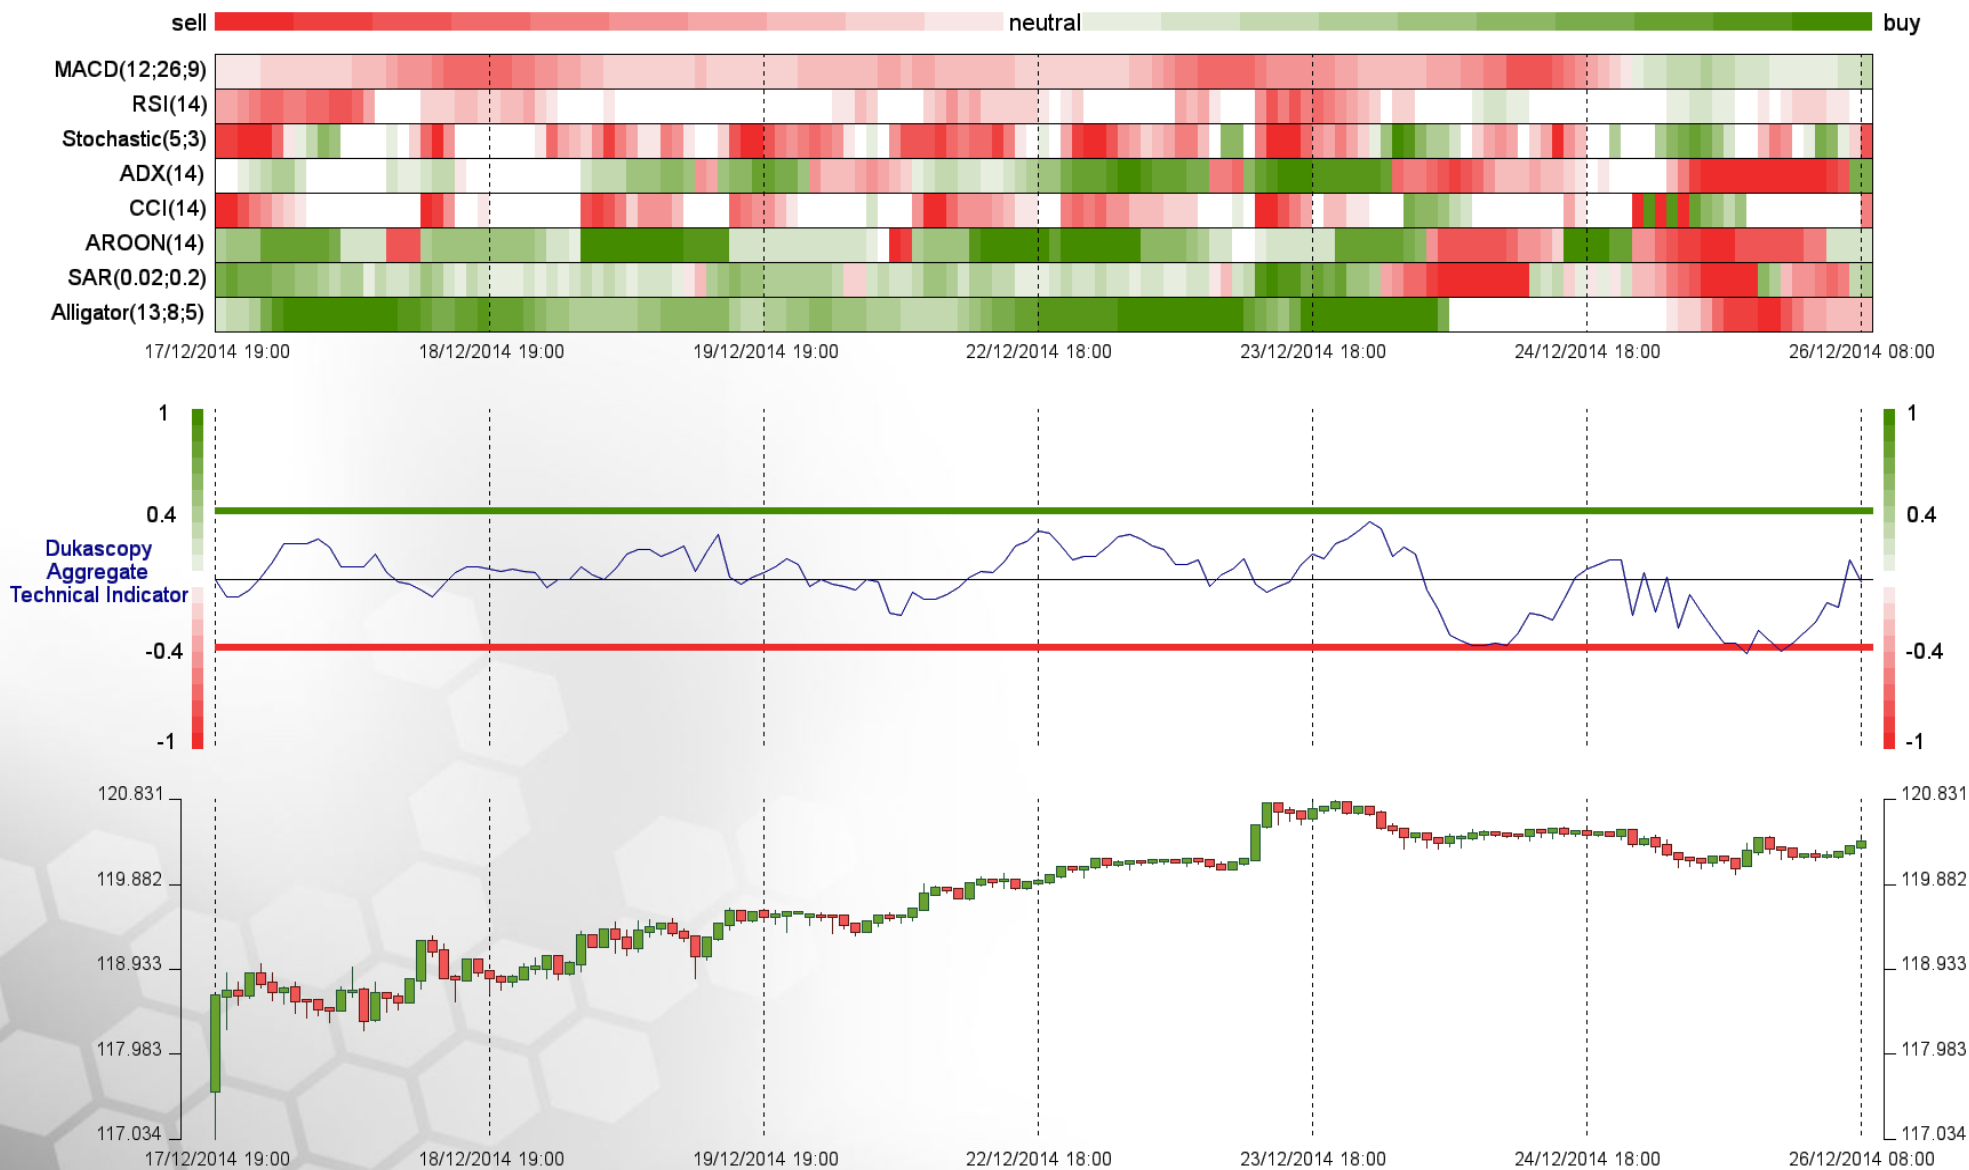 sell neutral buy
MACD(12;26;9)
RSI(14)
Stochastic(5;3)
ADX(14)
CCI(14)
AROON(14)
SAR(0.02;0.2)
Alligator(13;8;5)
17/12/2014 19:00 18/12/2014 19:00 19/12/2014 19:00 22/12/2014 18:00 23/12/2014 18:00 24/12/2014 18:00 26/12/2014 08:00
1 1
0.4 0.4
Dukascopy
Aggregate
Technical Indicator
-0.4 -0.4
-1 -1
120.831 120.831
119.882 119.882
118.933 118.933
117.983 117.983
117.034 117.034
17/12/2014 19:00 18/12/2014 19:00 19/12/2014 19:00 22/12/2014 18:00 23/12/2014 18:00 24/12/2014 18:00 26/12/2014 08:00